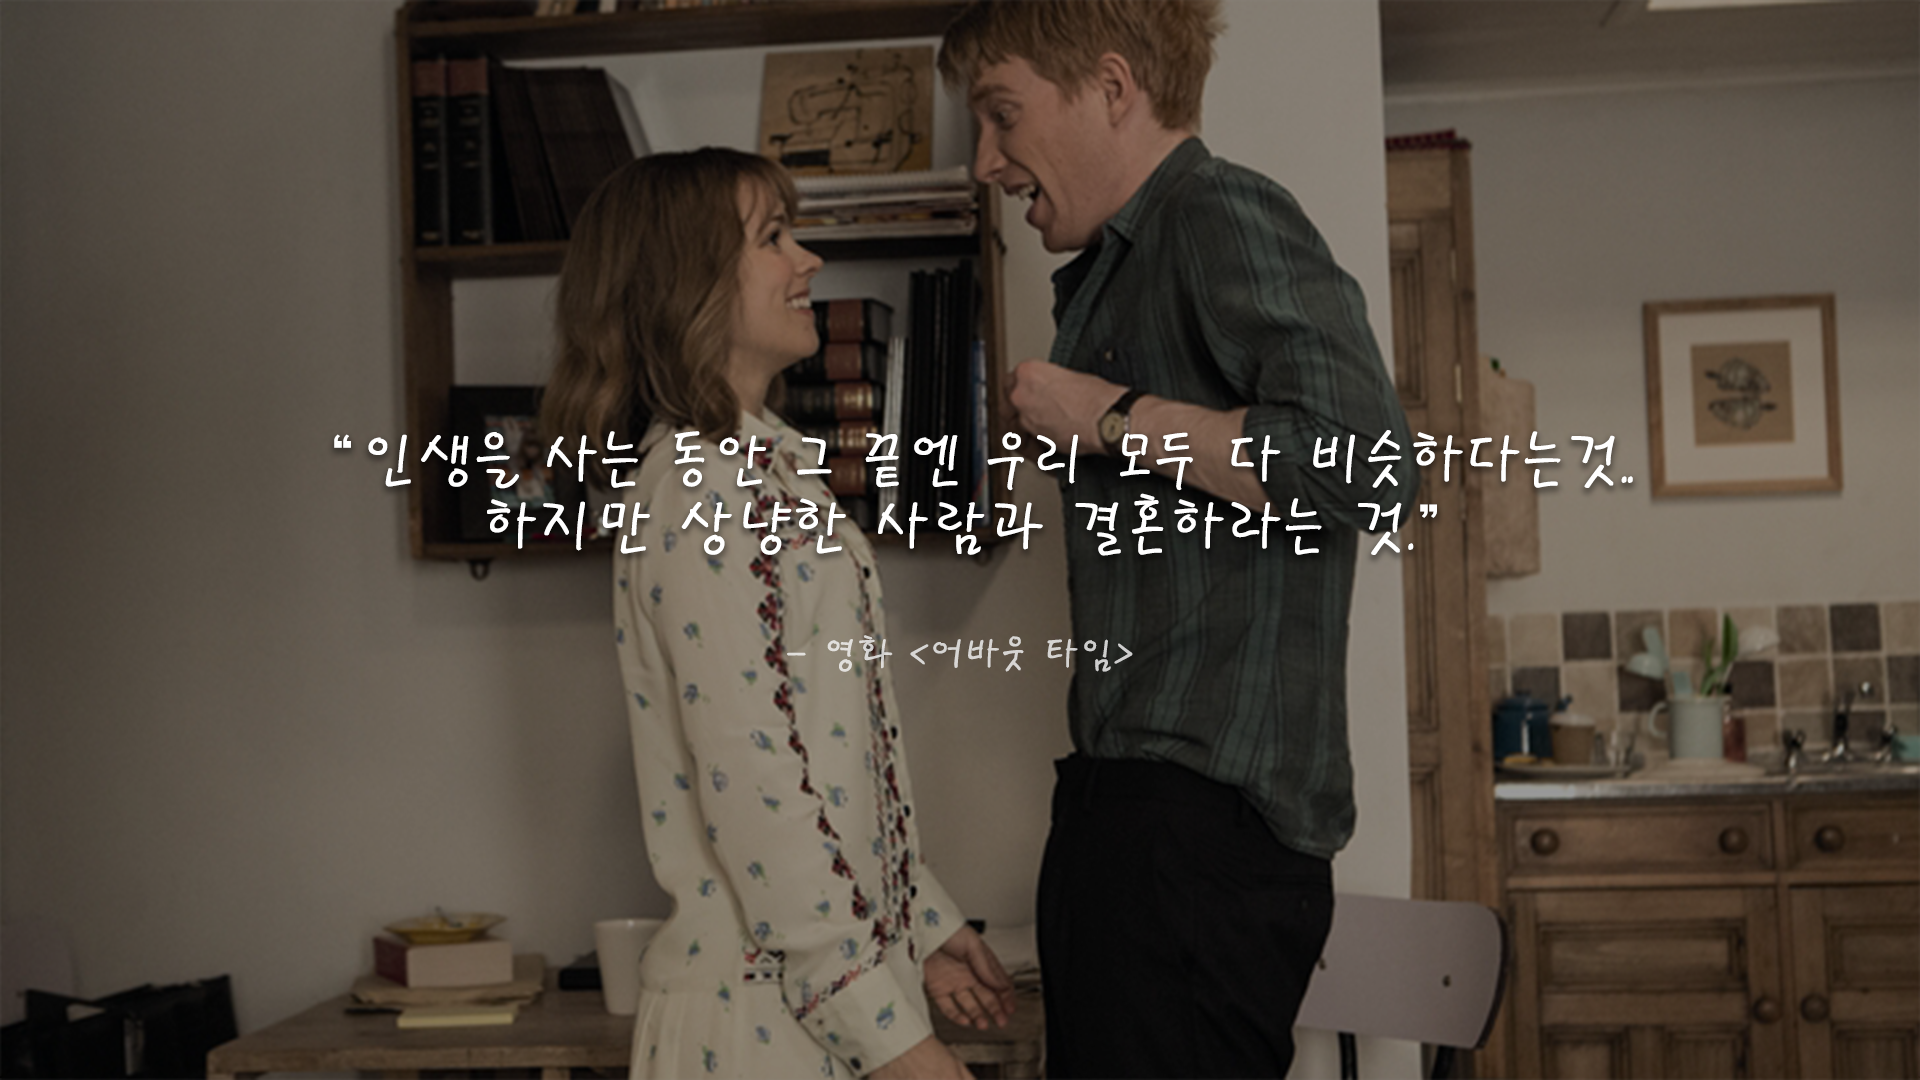 “인생을 사는 동안 그 끝엔 우리 모두 다 비슷하다는것..
하지만 상냥한 사람과 결혼하라는 것.”
- 영화 <어바웃 타임>